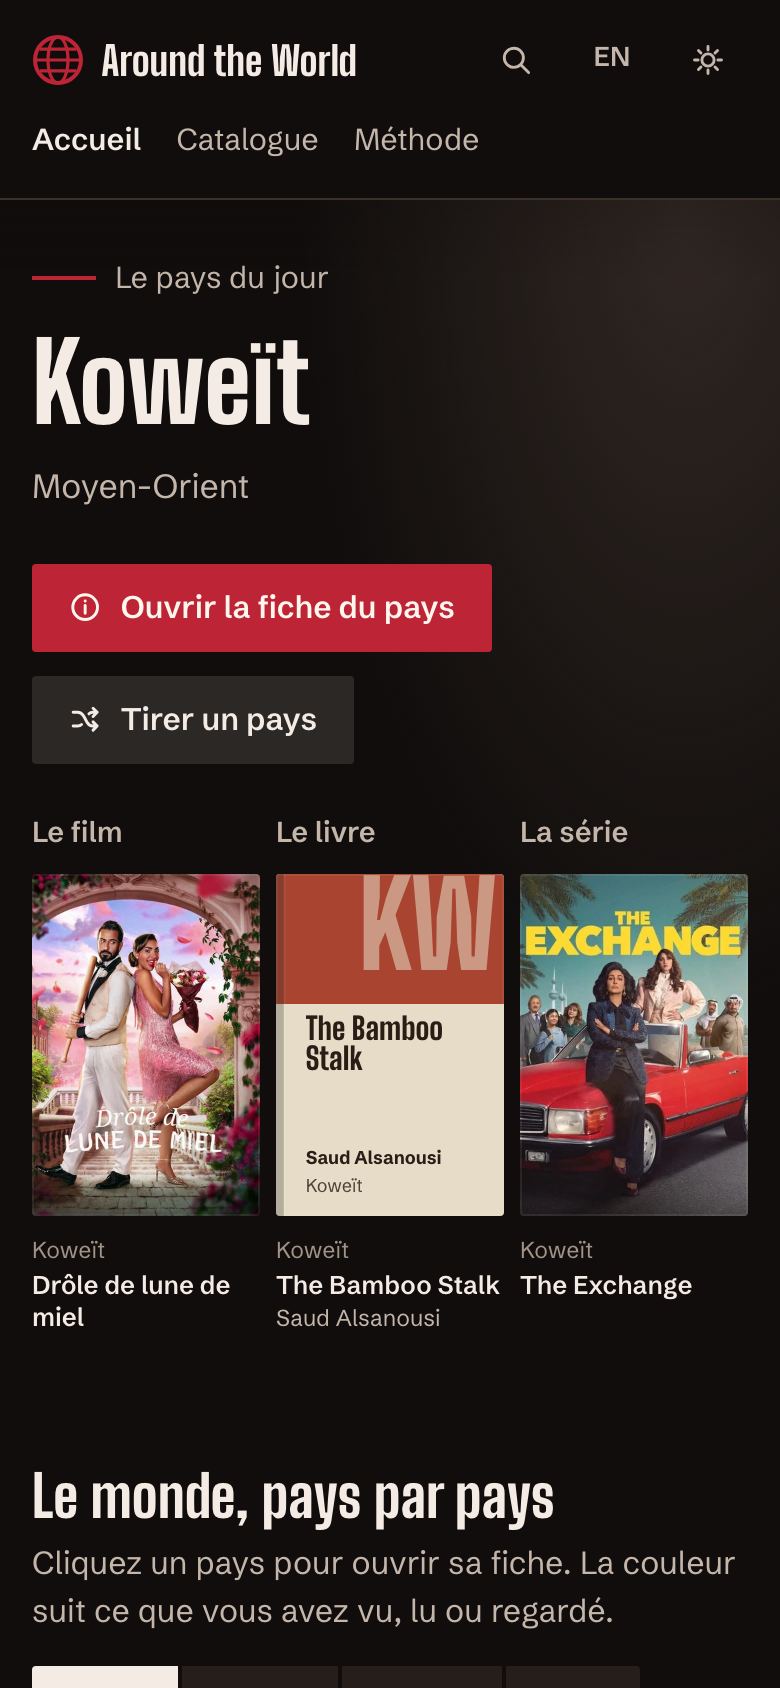 Around the World
EN
Accueil
Catalogue
Méthode
Le pays du jour
Koweït
Moyen-Orient
Ouvrir la fiche du pays
Tirer un pays
Le film
Le livre
La série
Drôle de
LUNE DE MIEL
KW
The Bamboo
Stalk
Saud Alsanousi
Koweït
THE
EXCHANGE
Koweït
Drôle de lune de
miel
Koweït
The Bamboo Stalk
Saud Alsanousi
Koweït
The Exchange
Le monde, pays par pays
Cliquez un pays pour ouvrir sa fiche. La couleur
suit ce que vous avez vu, lu ou regardé.